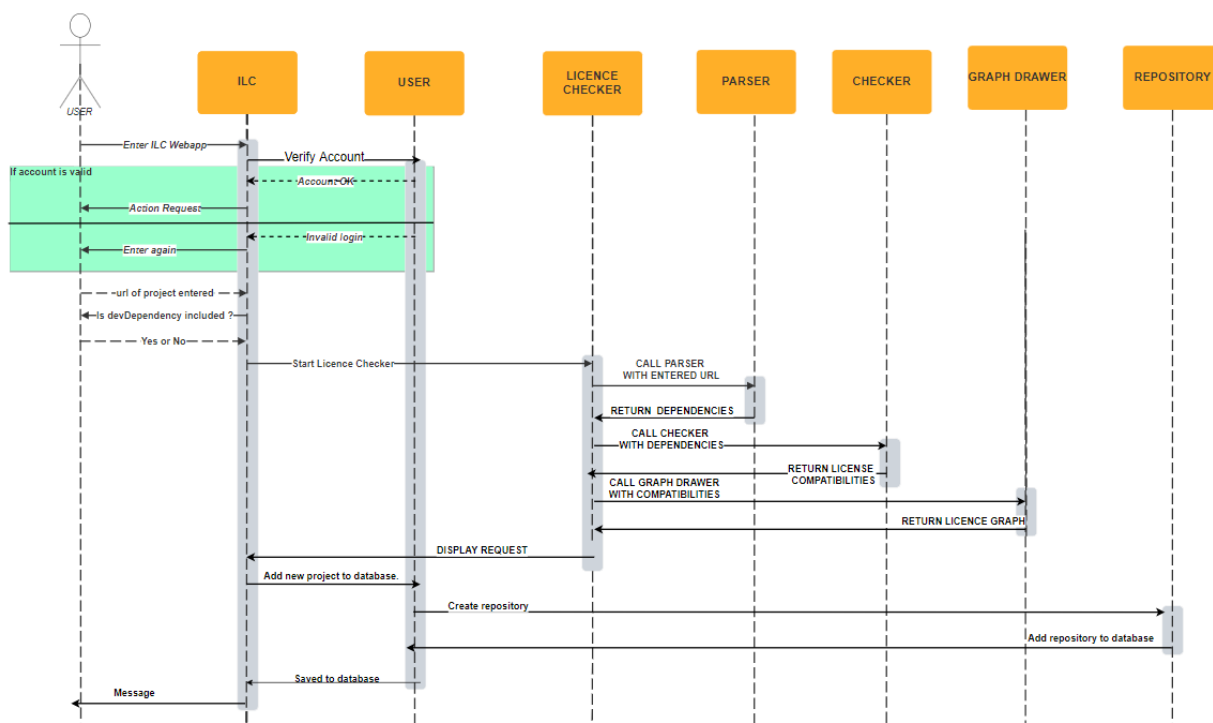 USER
ILC
USER
LICENCE
CHECKER
PARSER
CHECKER
GRAPH DRAWER
REPOSITORY
Enter ILC Webapp
Verify Account
If account is valid
Account OK
Action Request
Invalid login
Enter again
url of project entered
Is devDependency included ?
Yes or No
Start Licence Checker
CALL PARSER
WITH ENTERED URL
RETURN DEPENDENCIES
CALL CHECKER
WITH DEPENDENCIES
RETURN LICENSE
COMPATIBILITIES
CALL GRAPH DRAWER
WITH COMPATIBILITIES
RETURN LICENCE GRAPH
DISPLAY REQUEST
Add new project to database.
Create repository
Add repository to database
Saved to database
Message